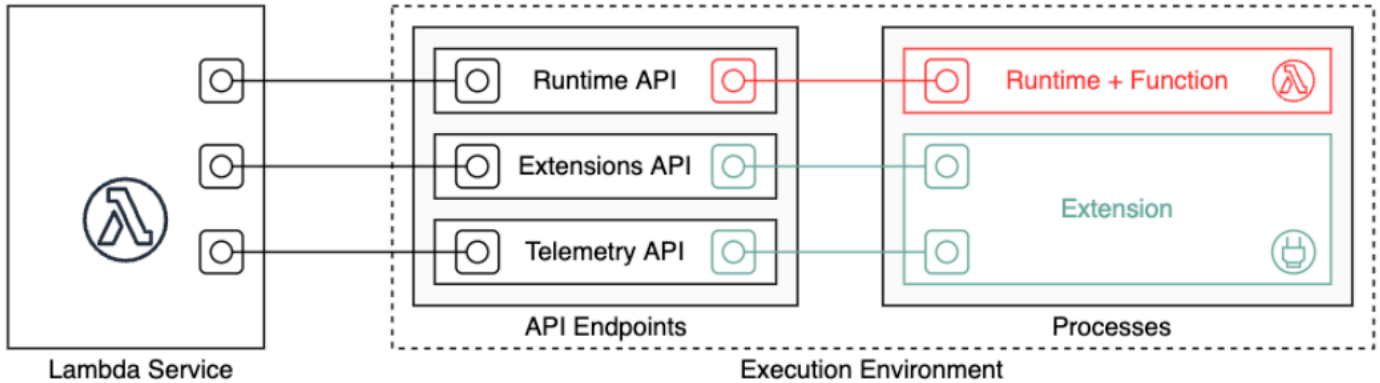 Runtime API
Runtime + Function
Extensions API
Extension
Telemetry API
API Endpoints
Processes
Lambda Service
Execution Environment